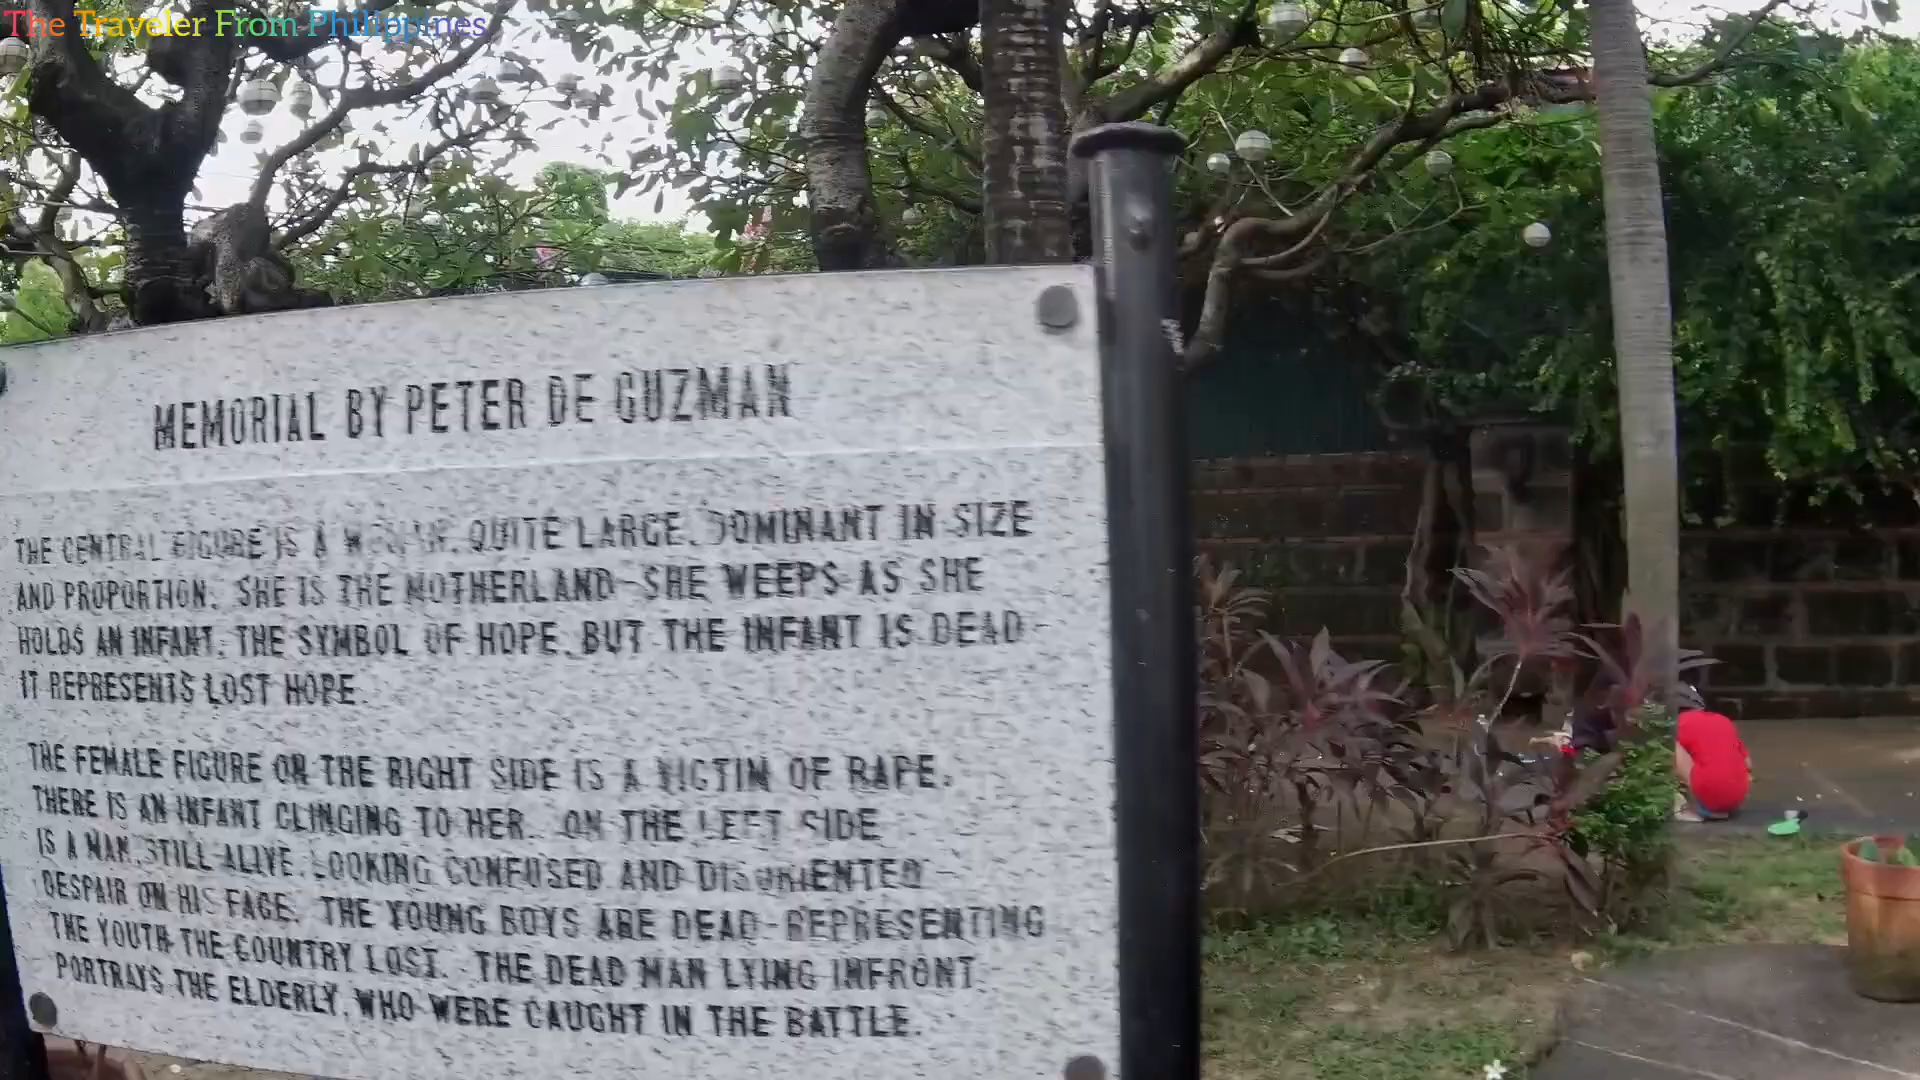 The Traveler From Philippines
MEMORIAL BY PETER DE GUZMAN
THE CENTRAL FIGURE IS A WOMAN, QUITE LARGE, DOMINANT IN SIZE
AND PROPORTION. SHE IS THE MOTHERLAND-SHE WEEPS AS SHE
HOLDS AN INFANT, THE SYMBOL OF HOPE, BUT THE INFANT IS DEAD-
IT REPRESENTS LOST HOPE.
THE FEMALE FIGURE ON THE RIGHT SIDE IS A VICTIM OF RAPE.
THERE IS AN INFANT CLINGING TO HER. ON THE LEFT SIDE
IS A MAN, STILL ALIVE, LOOKING CONFUSED AND DISORIENTED -
DESPAIR ON HIS FACE. THE YOUNG BOYS ARE DEAD-REPRESENTING
THE YOUTH THE COUNTRY LOST. THE DEAD MAN LYING INFRONT
PORTRAYS THE ELDERLY, WHO WERE CAUGHT IN THE BATTLE.